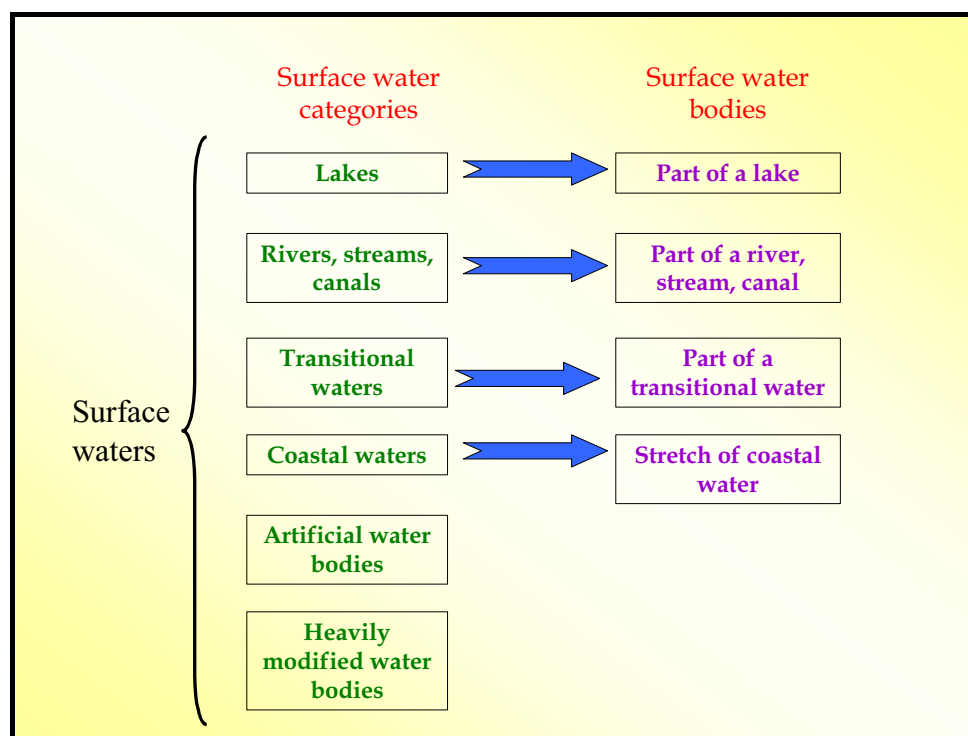 Surface water
categories
Surface water
bodies
Surface
waters
Lakes
Part of a lake
Rivers, streams,
canals
Part of a river,
stream, canal
Transitional
waters
Part of a
transitional water
Coastal waters
Stretch of coastal
water
Artificial water
bodies
Heavily
modified water
bodies